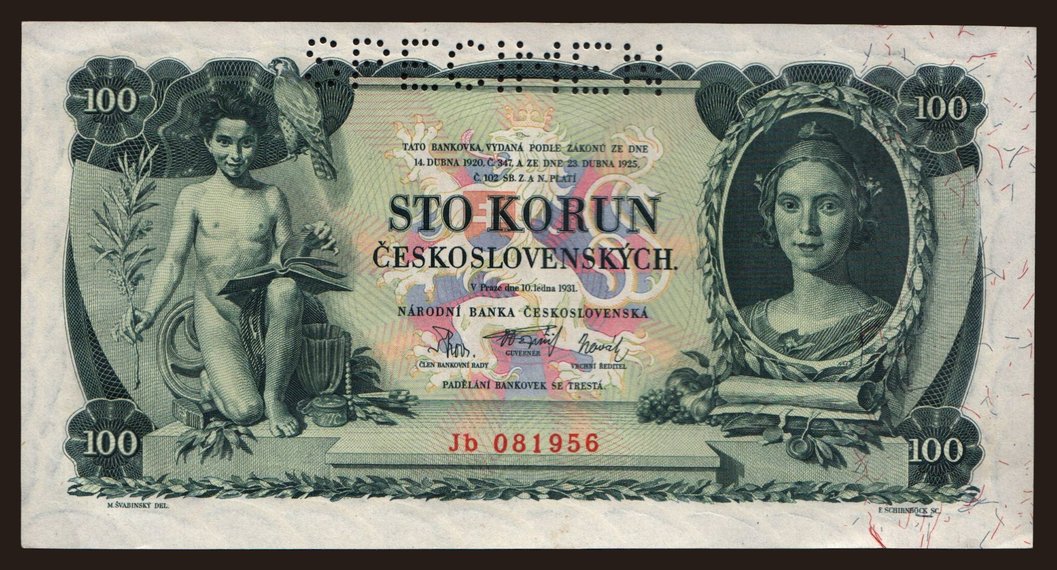 SPECIMEN
100
100
TATO BANKOVKA, VYDANÁ PODLE ZÁKONŮ ZE DNE
14. DUBNA 1920, Č. 347, A ZE DNE 23. DUBNA 1925,
Č. 102 SB. Z. A N. PLATÍ
STO KORUN
ČESKOSLOVENSKÝCH.
V Praze dne 10. ledna 1931.
NÁRODNÍ BANKA ČESKOSLOVENSKÁ
ČLEN BANKOVNÍ RADY
GUVERNÉR
VRCHNÍ ŘEDITEL
PADĚLÁNÍ BANKOVEK SE TRESTÁ.
Jb 081956
100
100
M. ŠVABINSKÝ DEL.
E. SCHIRNBÖCK SC.